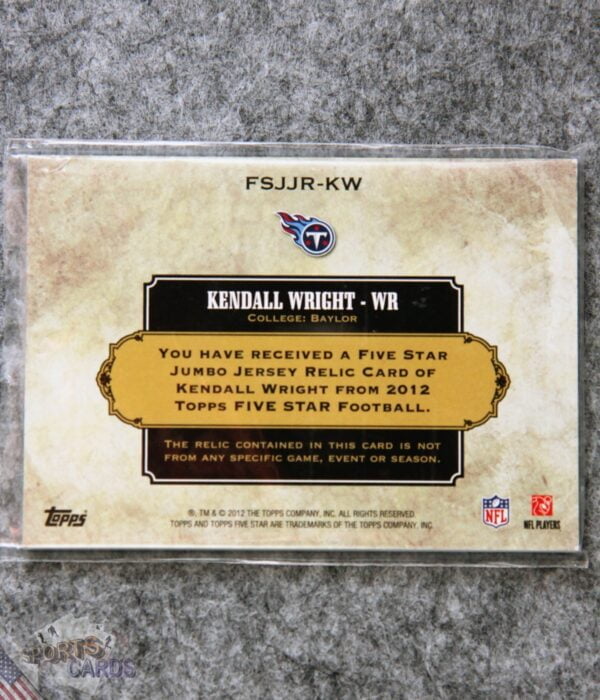 FSJJR-KW
T
KENDALL WRIGHT - WR
COLLEGE: BAYLOR
YOU HAVE RECEIVED A FIVE STAR
JUMBO JERSEY RELIC CARD OF
KENDALL WRIGHT FROM 2012
TOPPS FIVE STAR FOOTBALL.
THE RELIC CONTAINED IN THIS CARD IS NOT
FROM ANY SPECIFIC GAME, EVENT OR SEASON.
Topps
®, TM & © 2012 THE TOPPS COMPANY, INC. ALL RIGHTS RESERVED.
TOPPS AND TOPPS FIVE STAR ARE TRADEMARKS OF THE TOPPS COMPANY, INC.
NFL
NFL PLAYERS
SPORTS
CARDS